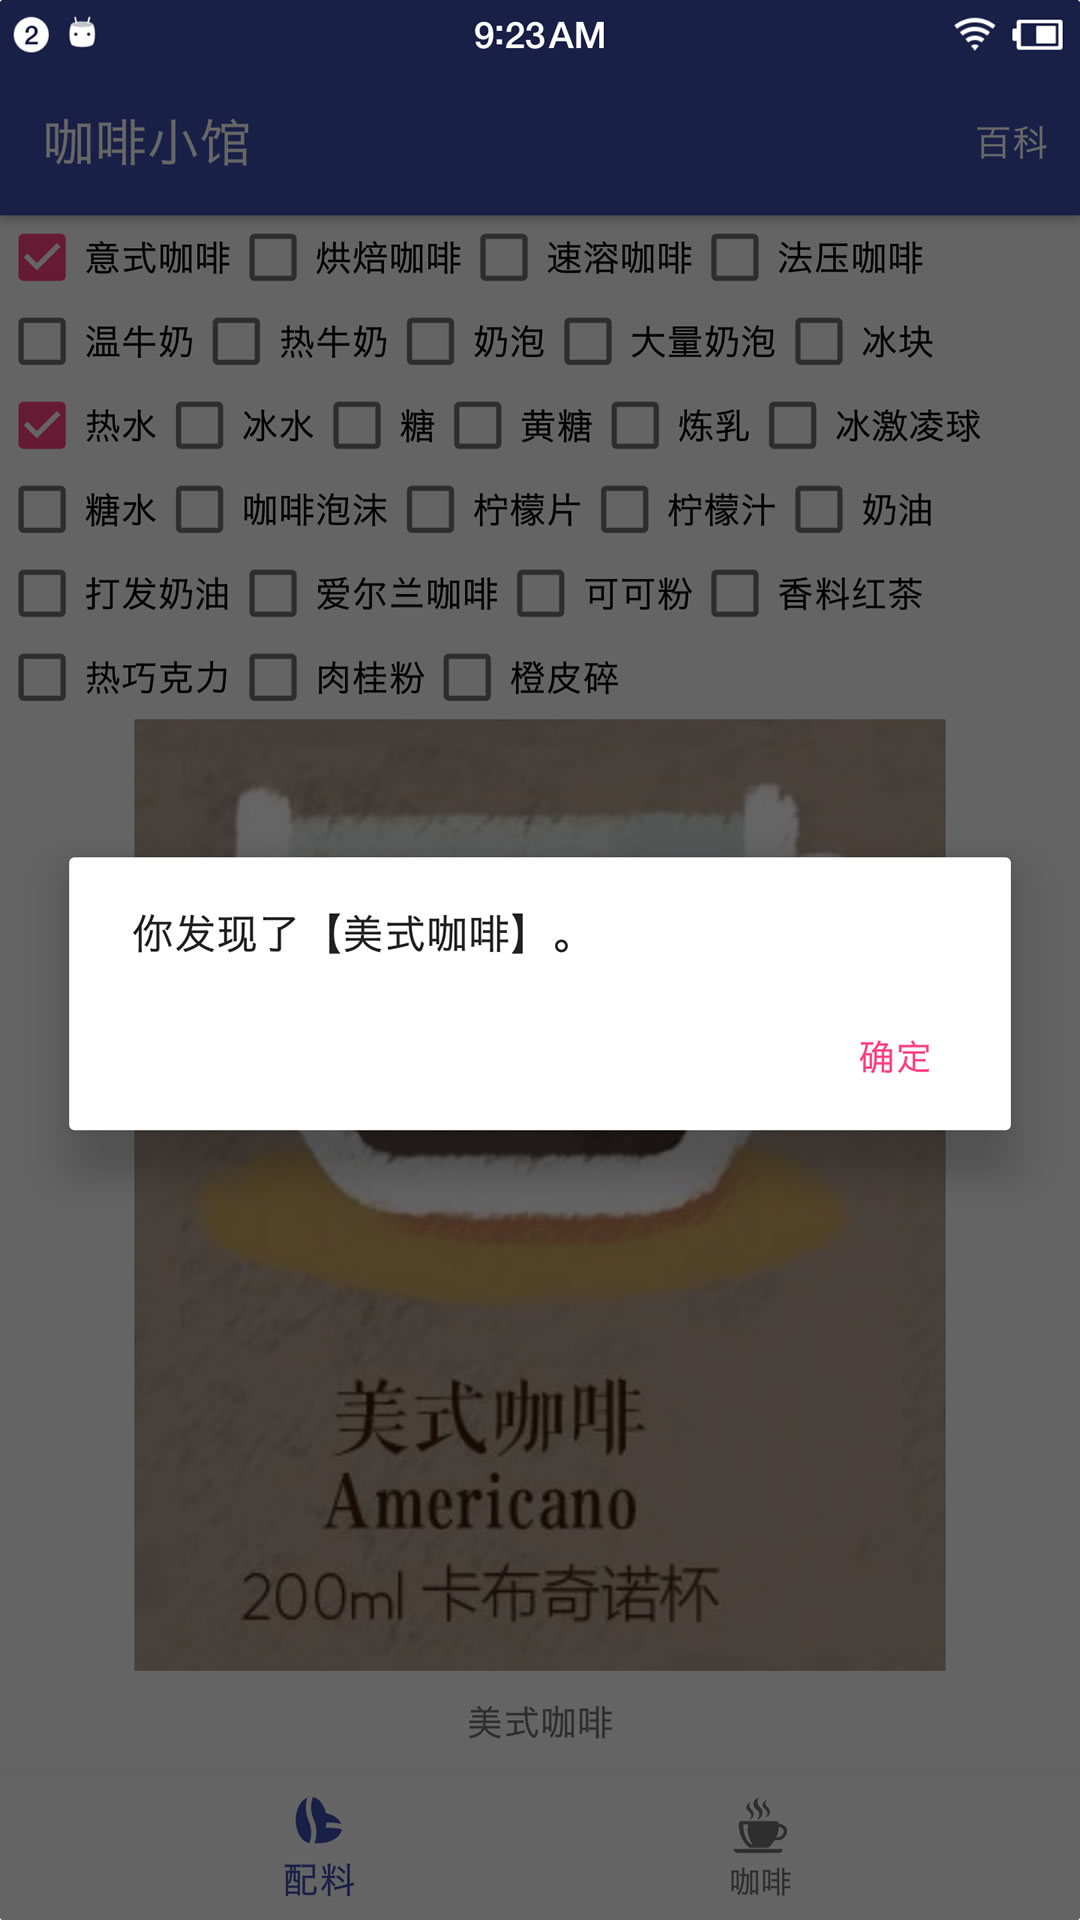 2 9:23AM
咖啡小馆 百科
意式咖啡 烘焙咖啡 速溶咖啡 法压咖啡
温牛奶 热牛奶 奶泡 大量奶泡 冰块
热水 冰水 糖 黄糖 炼乳 冰激凌球
糖水 咖啡泡沫 柠檬片 柠檬汁 奶油
打发奶油 爱尔兰咖啡 可可粉 香料红茶
热巧克力 肉桂粉 橙皮碎
你发现了【美式咖啡】。
确定
美式咖啡
Americano
200ml 卡布奇诺杯
美式咖啡
配料 咖啡